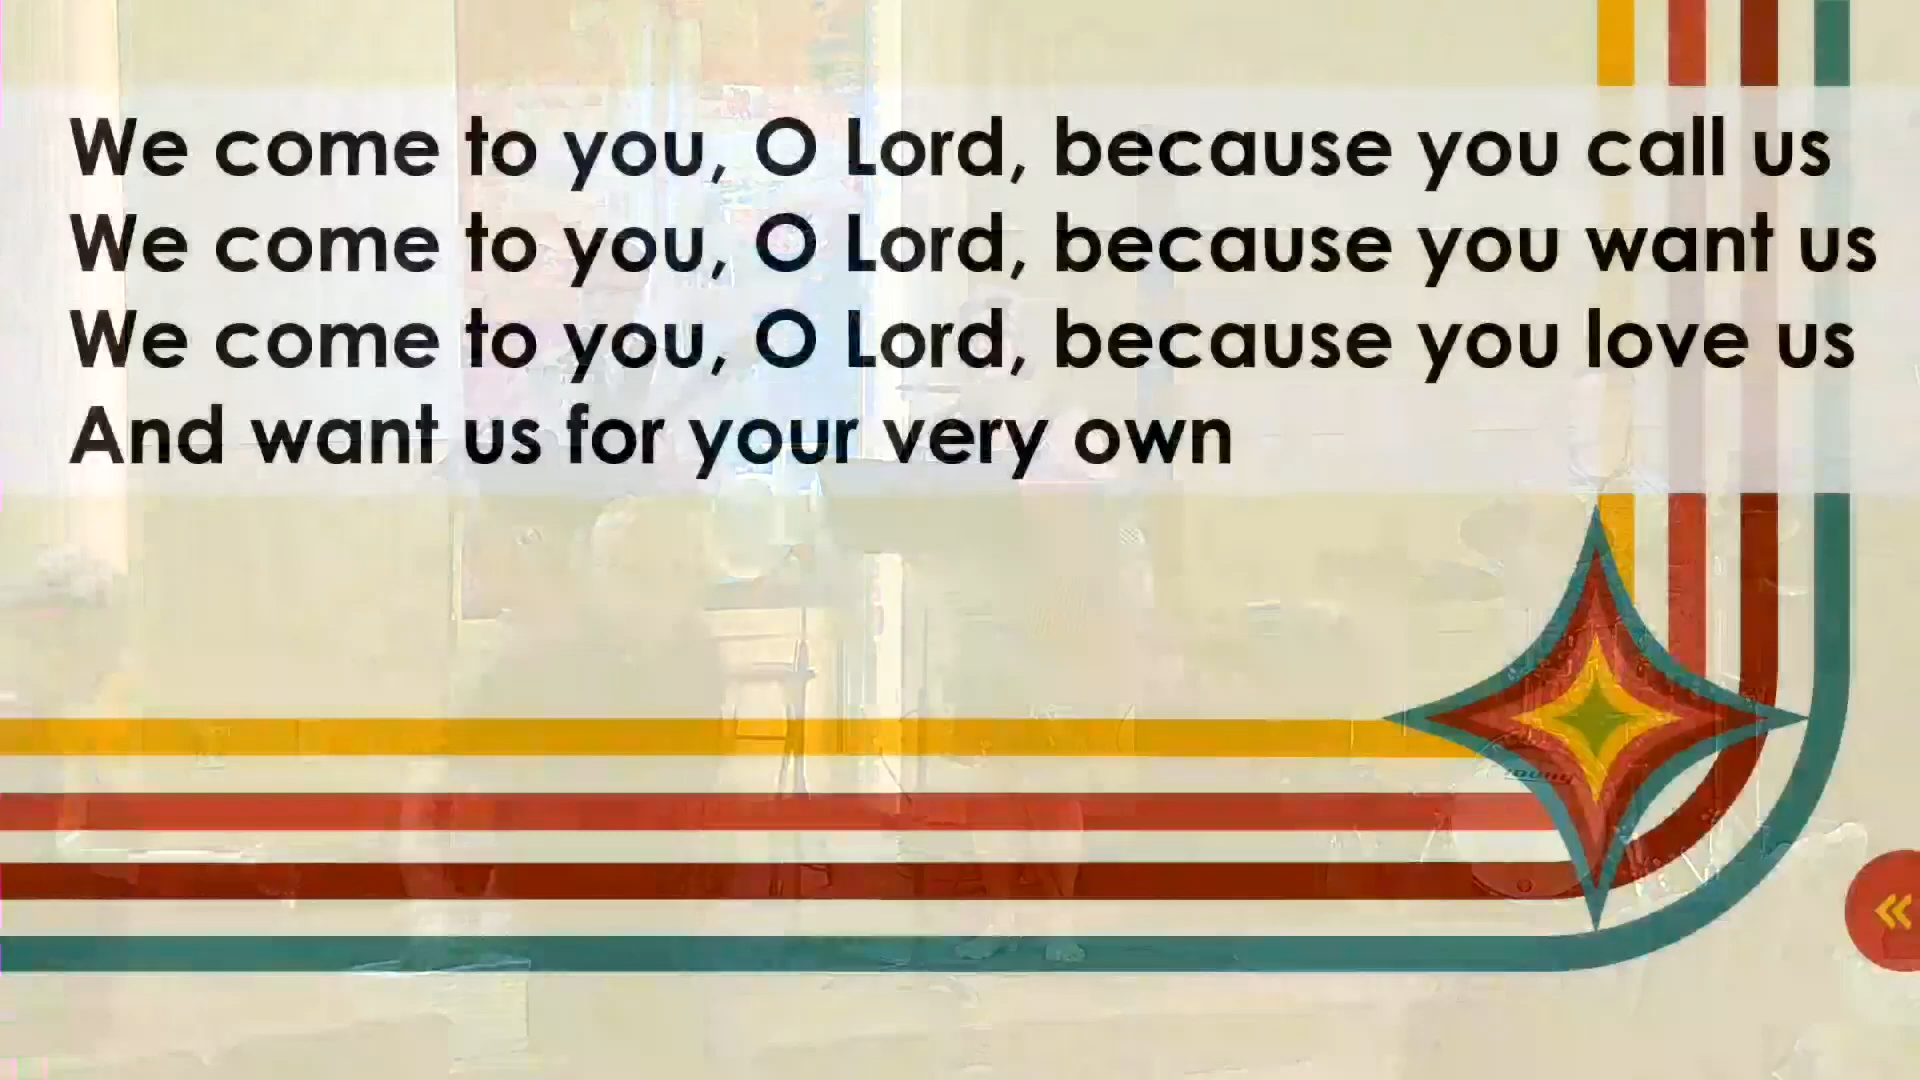 We come to you, O Lord, because you call us
We come to you, O Lord, because you want us
We come to you, O Lord, because you love us
And want us for your very own